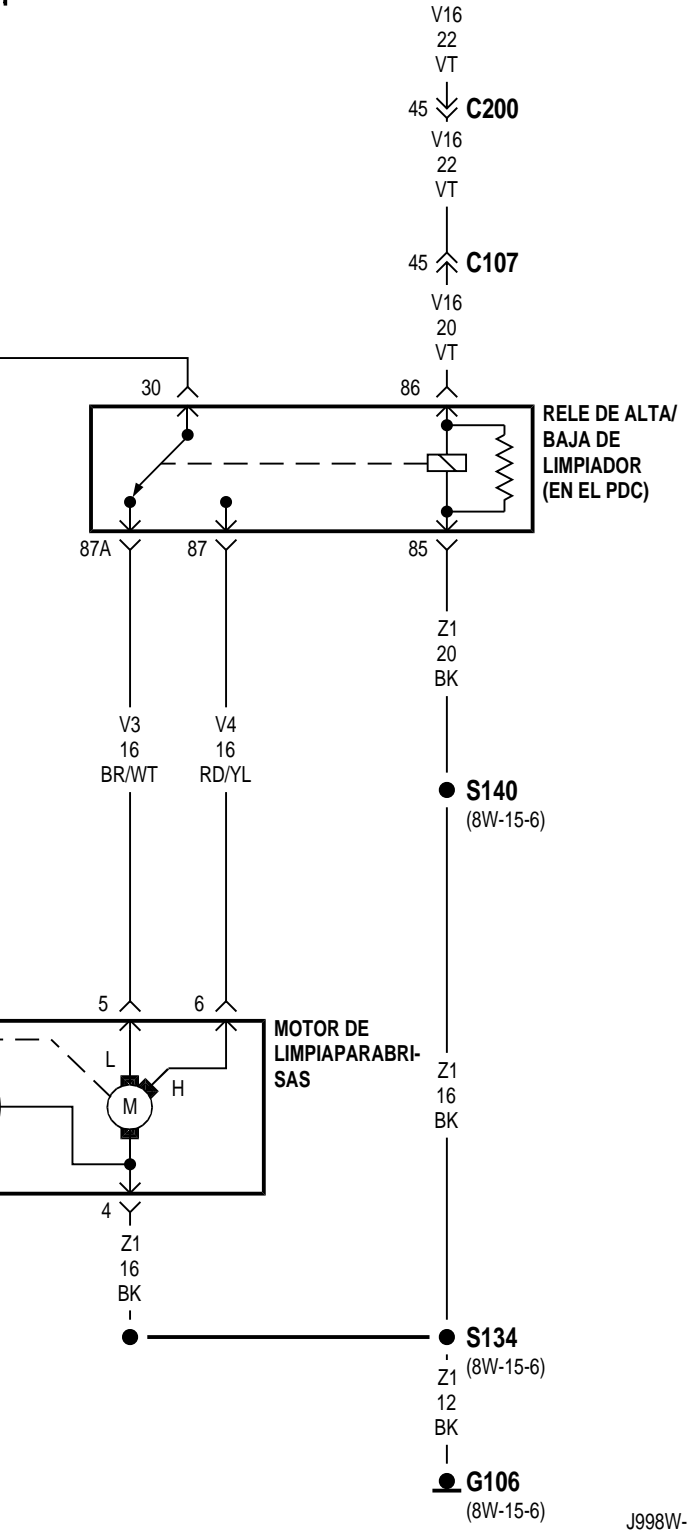 V16
22
VT
45 C200
V16
22
VT
45 C107
V16
20
VT
30 86
RELE DE ALTA/
BAJA DE
LIMPIADOR
(EN EL PDC)
87A 87 85
Z1
20
BK
V3 V4
16 16
BR/WT RD/YL
S140
(8W-15-6)
5 6
MOTOR DE
LIMPIAPARABRI-
SAS
L
H
M
Z1
16
BK
4
Z1
16
BK
S134
(8W-15-6)
Z1
12
BK
G106
(8W-15-6)
J998W-